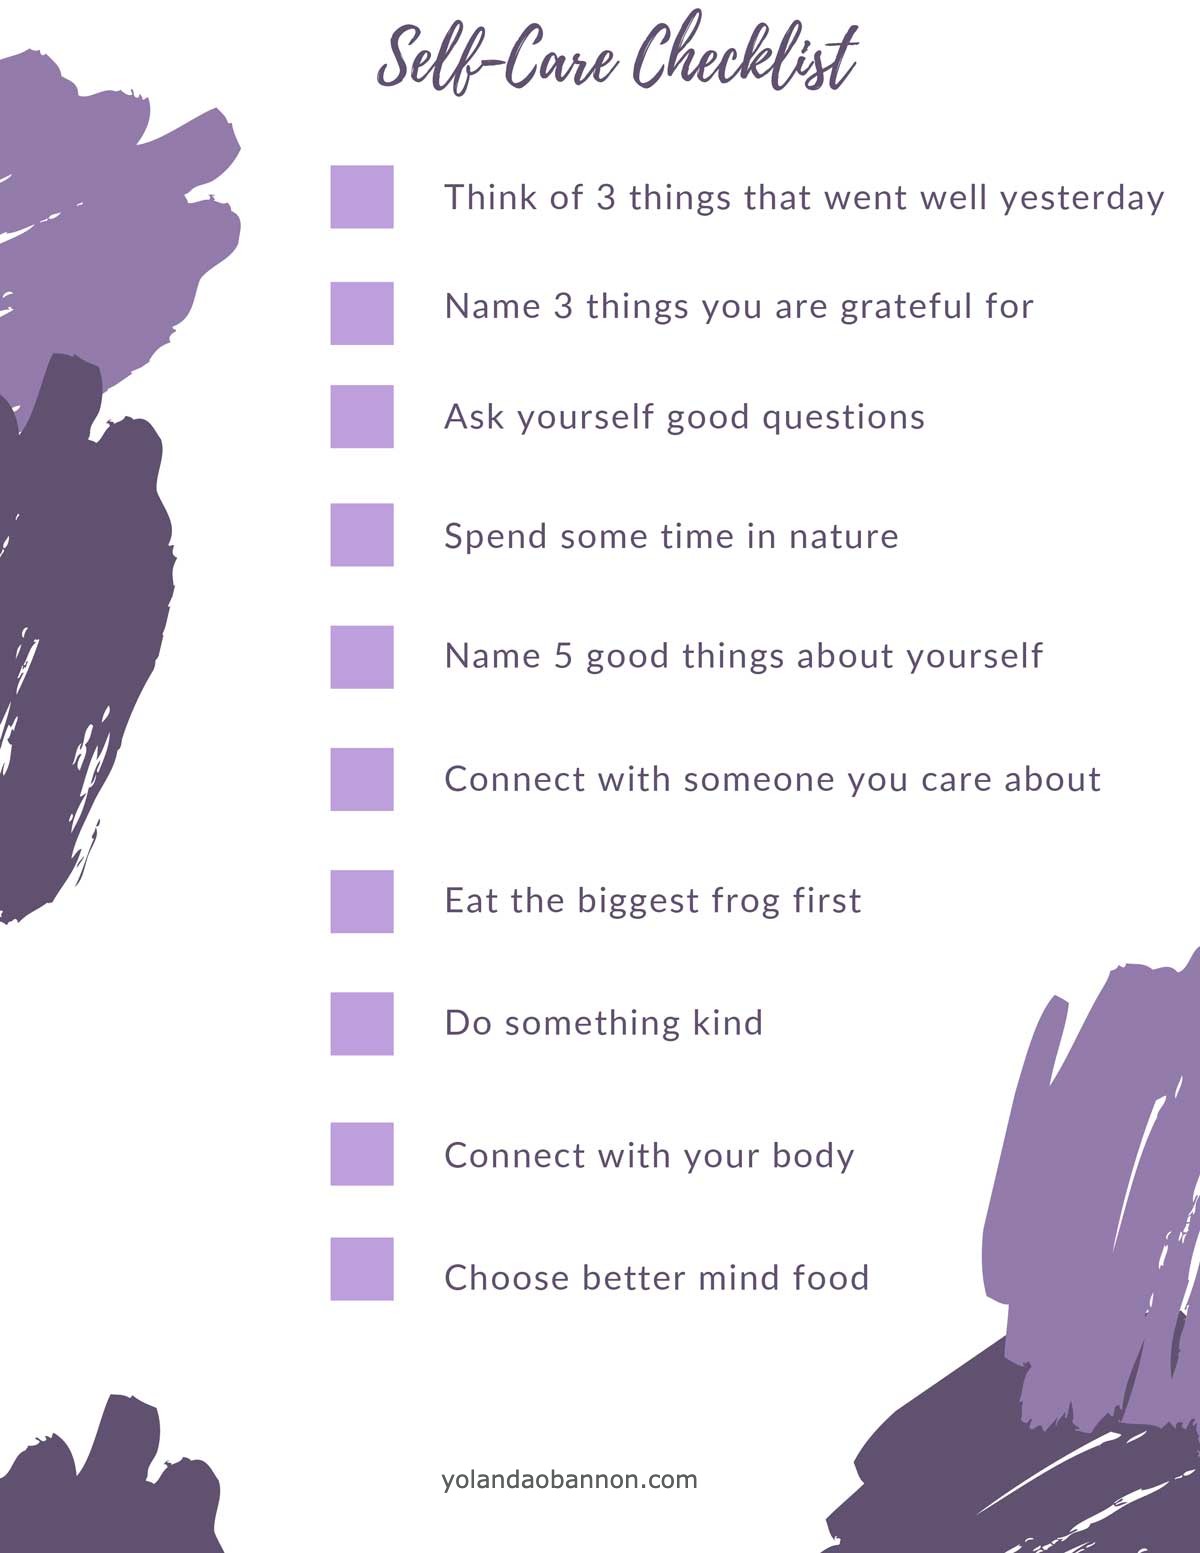 Self-Care Checklist
Think of 3 things that went well yesterday
Name 3 things you are grateful for
Ask yourself good questions
Spend some time in nature
Name 5 good things about yourself
Connect with someone you care about
Eat the biggest frog first
Do something kind
Connect with your body
Choose better mind food
yolandaobannon.com